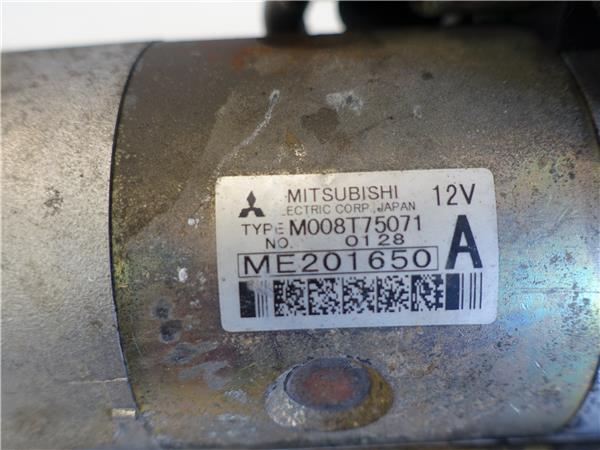 MITSUBISHI 12V
ELECTRIC CORP., JAPAN
TYPE M008T75071
NO. 0128 A
ME201650